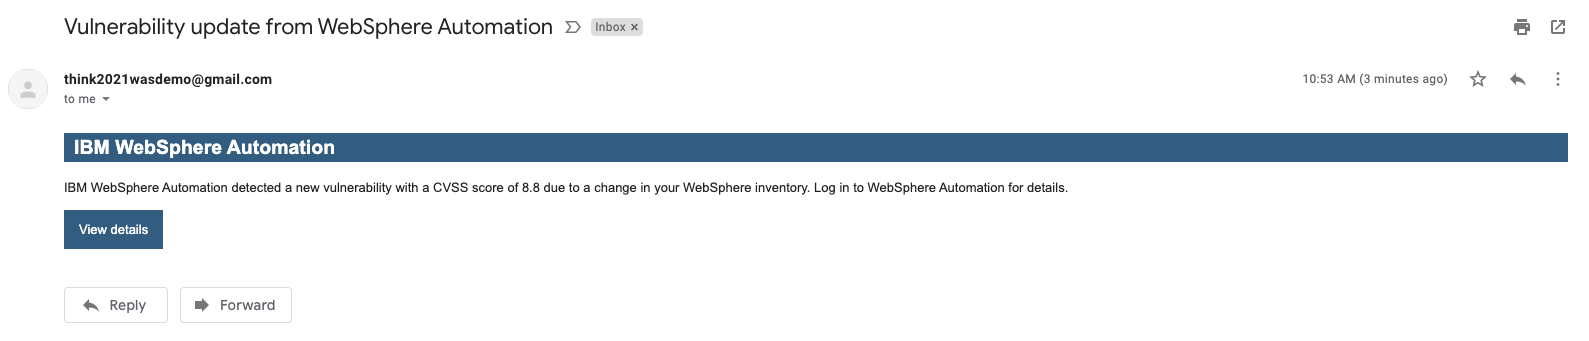 Vulnerability update from WebSphere Automation Inbox ×
think2021wasdemo@gmail.com 10:53 AM (3 minutes ago)
to me
IBM WebSphere Automation
IBM WebSphere Automation detected a new vulnerability with a CVSS score of 8.8 due to a change in your WebSphere inventory. Log in to WebSphere Automation for details.
View details
Reply Forward